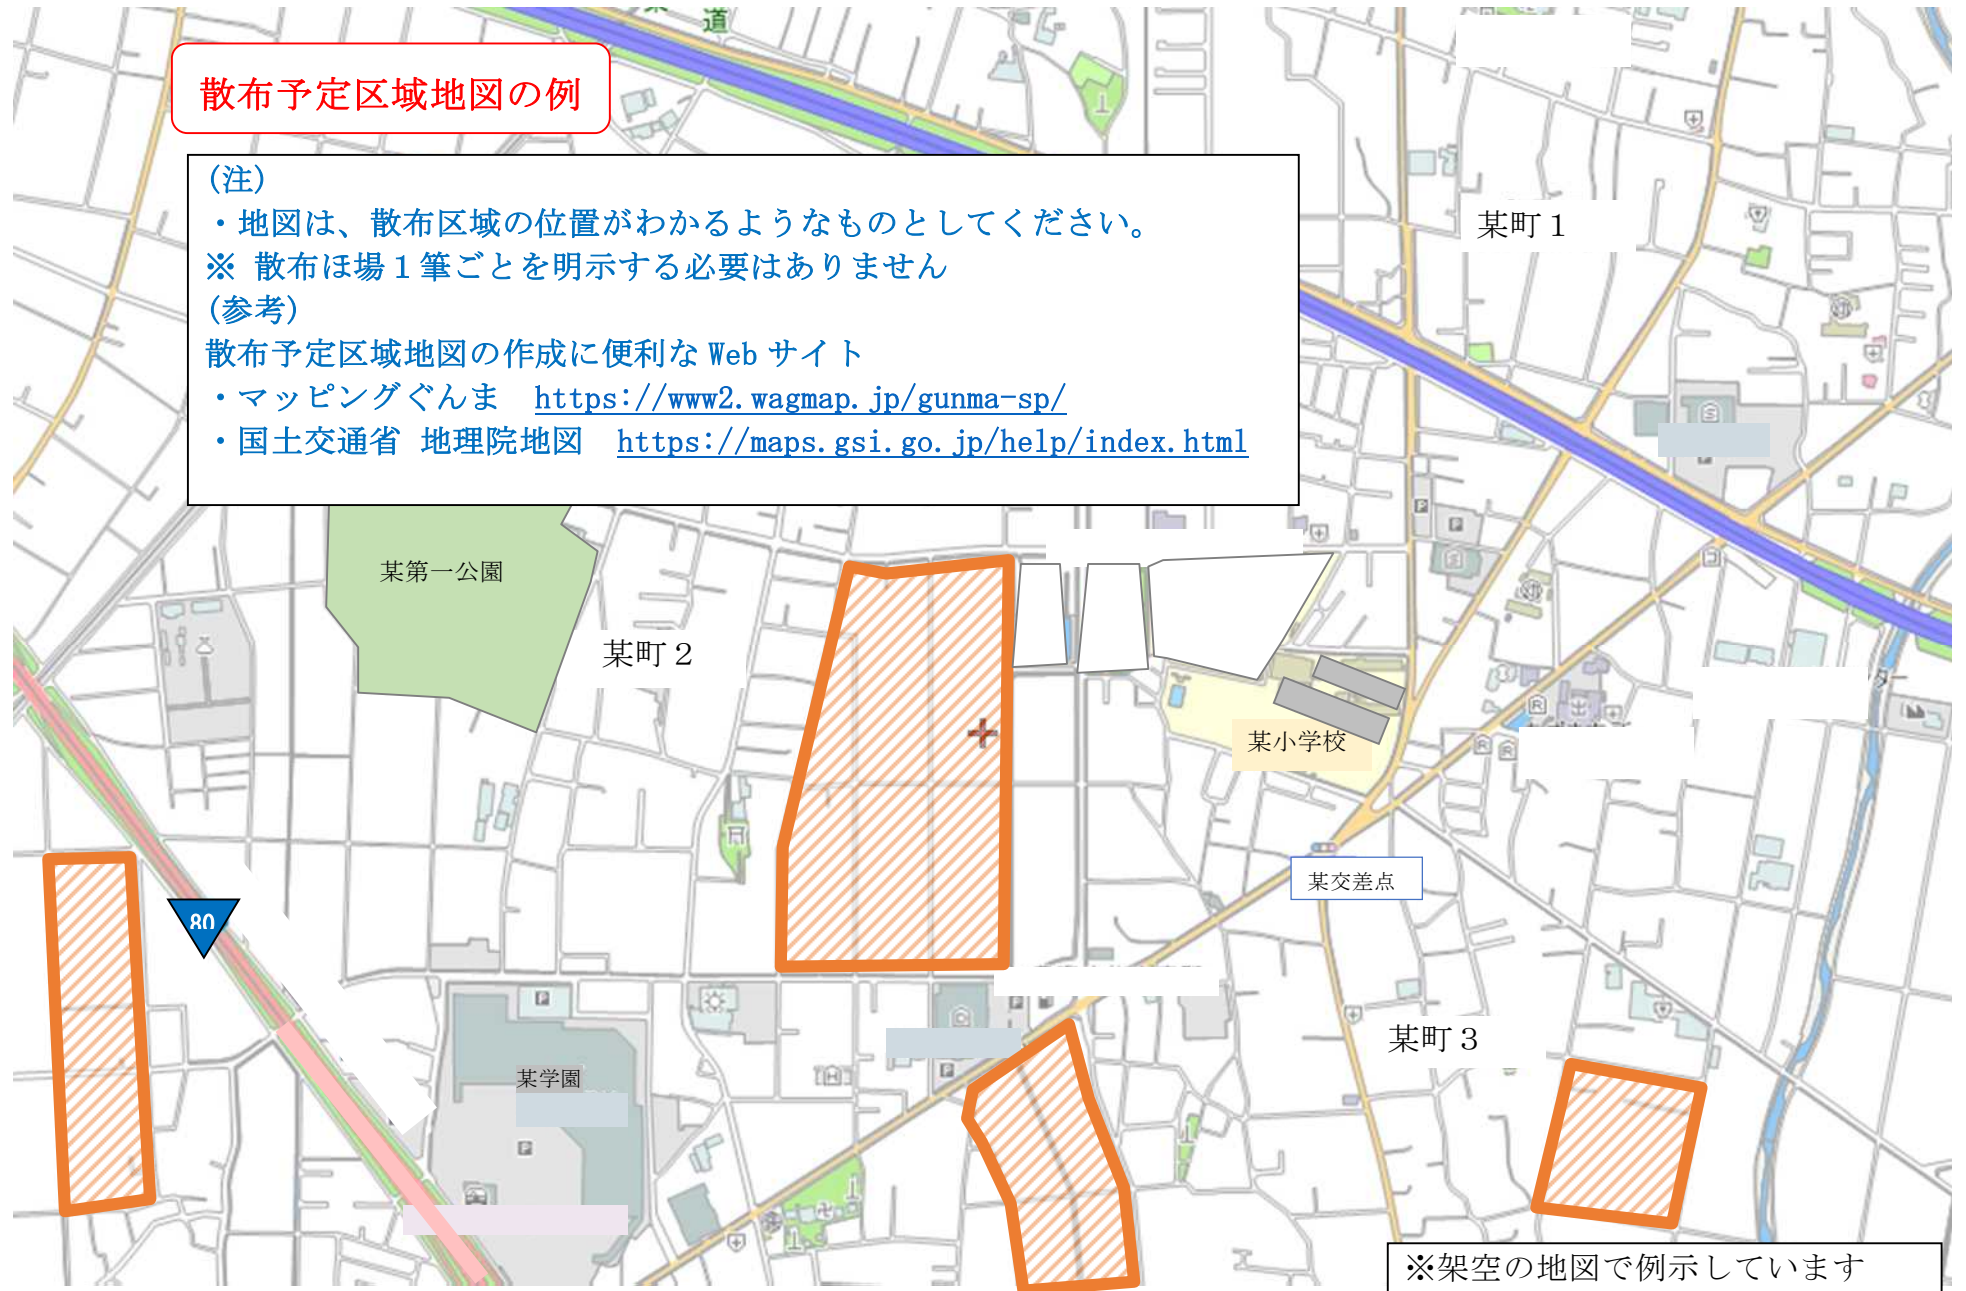 道
散布予定区域地図の例
(注)
・地図は、散布区域の位置がわかるようなものとしてください。
※ 散布ほ場1筆ごとを明示する必要はありません
(参考)
散布予定区域地図の作成に便利な Web サイト
・マッピングぐんま　https://www2.wagmap.jp/gunma-sp/
・国土交通省 地理院地図　https://maps.gsi.go.jp/help/index.html
某町1
某第一公園
某町2
某小学校
某交差点
80
某町3
某学園
※架空の地図で例示しています